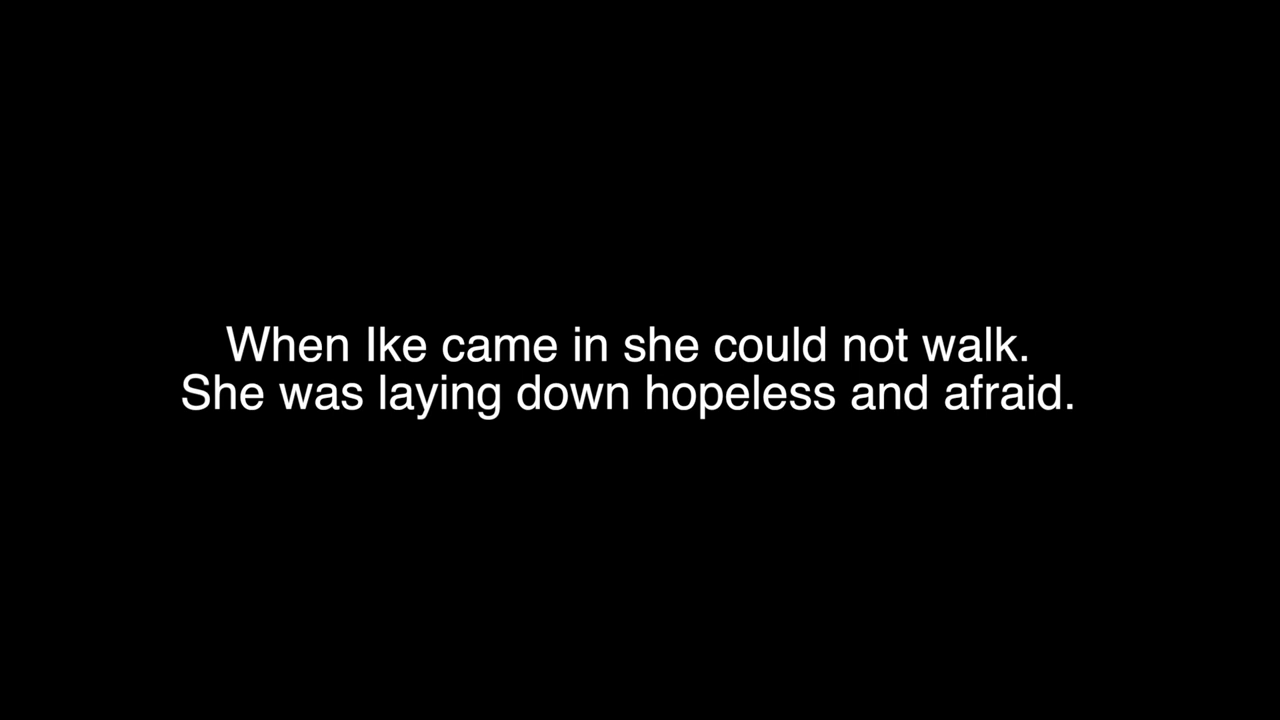 When Ike came in she could not walk.
She was laying down hopeless and afraid.